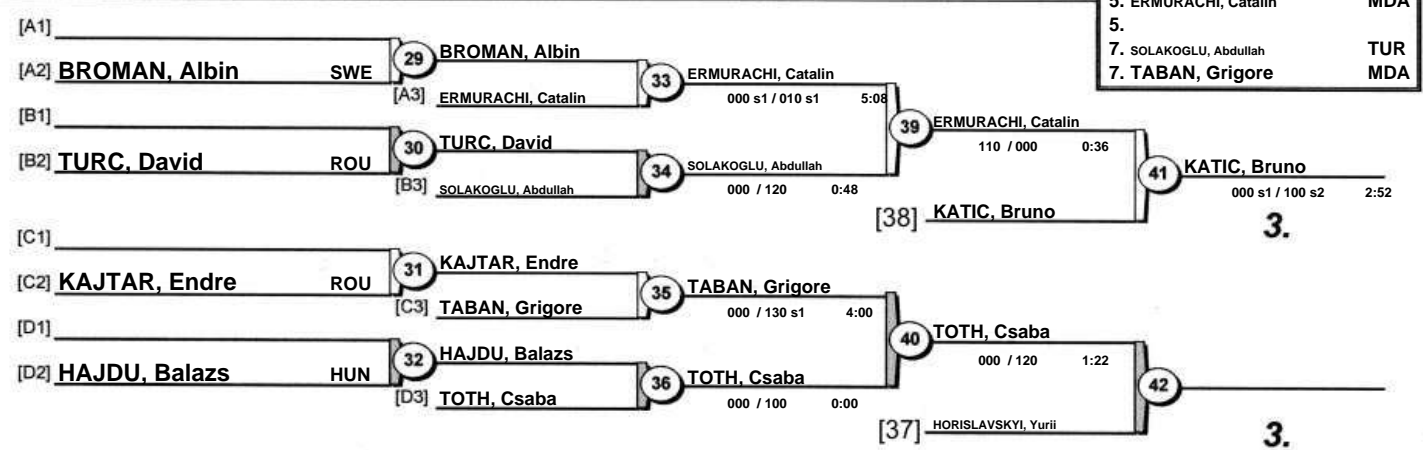 5. ERMURACHI, Catalin MDA
5.
7. SOLAKOGLU, Abdullah TUR
7. TABAN, Grigore MDA
[A1]
[A2] BROMAN, Albin SWE
29
BROMAN, Albin
[A3] ERMURACHI, Catalin
33
ERMURACHI, Catalin
000 s1 / 010 s1 5:08
[B1]
[B2] TURC, David ROU
30
TURC, David
[B3] SOLAKOGLU, Abdullah
34
SOLAKOGLU, Abdullah
000 / 120 0:48
39
ERMURACHI, Catalin
110 / 000 0:36
[38] KATIC, Bruno
41
KATIC, Bruno
000 s1 / 100 s2 2:52
3.
[C1]
[C2] KAJTAR, Endre ROU
31
KAJTAR, Endre
[C3] TABAN, Grigore
35
TABAN, Grigore
000 / 130 s1 4:00
[D1]
[D2] HAJDU, Balazs HUN
32
HAJDU, Balazs
[D3] TOTH, Csaba
36
TOTH, Csaba
000 / 100 0:00
40
TOTH, Csaba
000 / 120 1:22
[37] HORISLAVSKYI, Yurii
42
3.